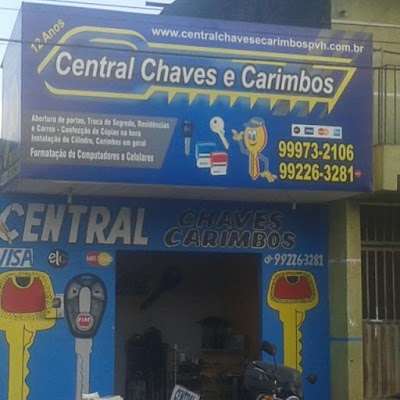 12 Anos
www.centralchavesecarimbospvh.com.br
Central Chaves e Carimbos
Abertura de portas, Troca de Segredo, Residências
e Carros - Confecção de Cópias na hora
Instalação de Cilindro, Carimbos em geral
Formatação de Computadores e Celulares
99973-2106
99226-3281
CENTRAL
CHAVES
CARIMBOS
VISA
elo
99226-3281
FIAT
CENTRAL